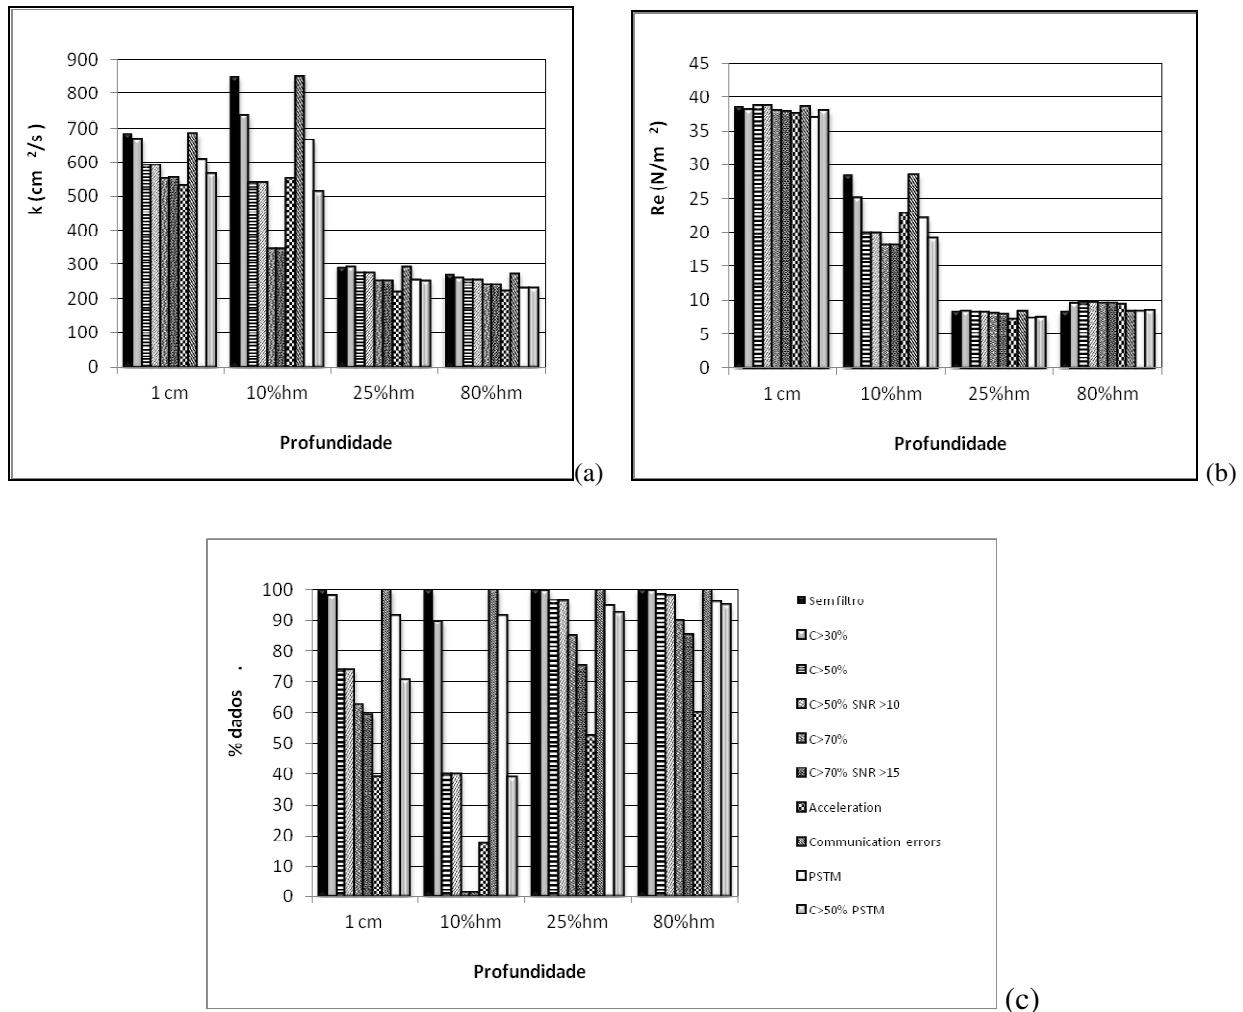 900
800
700
600
500
400
300
200
100
0
k (cm ²/s )
1 cm 10%hm 25%hm 80%hm
Profundidade
(a)
45
40
35
30
25
20
15
10
5
0
Re (N/m ²)
1 cm 10%hm 25%hm 80%hm
Profundidade
(b)
100
90
80
70
60
50
40
30
20
10
0
% dados .
1 cm 10%hm 25%hm 80%hm
Profundidade
Sem filtro
C>30%
C>50%
C>50% SNR >10
C>70%
C>70% SNR >15
Acceleration
Communication errors
PSTM
C>50% PSTM
(c)